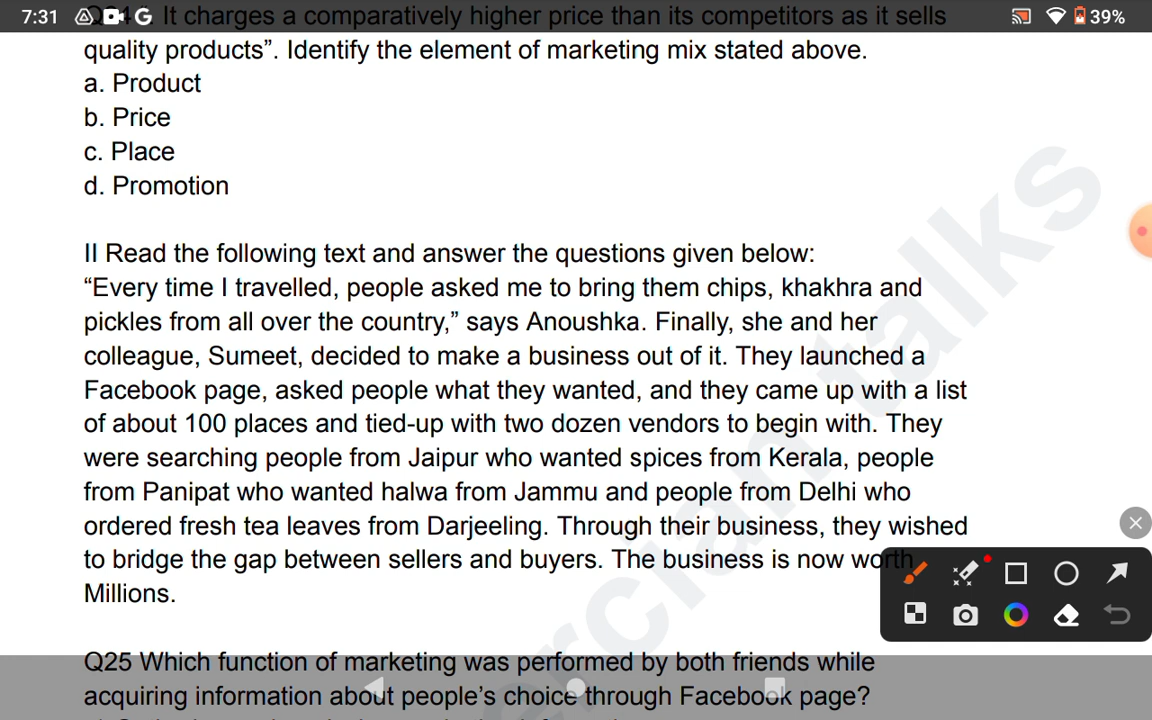 7:31 G 39%
It charges a comparatively higher price than its competitors as it sells
quality products”. Identify the element of marketing mix stated above.
a. Product
b. Price
c. Place
d. Promotion
II Read the following text and answer the questions given below:
“Every time I travelled, people asked me to bring them chips, khakhra and
pickles from all over the country,” says Anoushka. Finally, she and her
colleague, Sumeet, decided to make a business out of it. They launched a
Facebook page, asked people what they wanted, and they came up with a list
of about 100 places and tied-up with two dozen vendors to begin with. They
were searching people from Jaipur who wanted spices from Kerala, people
from Panipat who wanted halwa from Jammu and people from Delhi who
ordered fresh tea leaves from Darjeeling. Through their business, they wished
to bridge the gap between sellers and buyers. The business is now worth
Millions.
Q25 Which function of marketing was performed by both friends while
acquiring information about people’s choice through Facebook page?
ercian talks